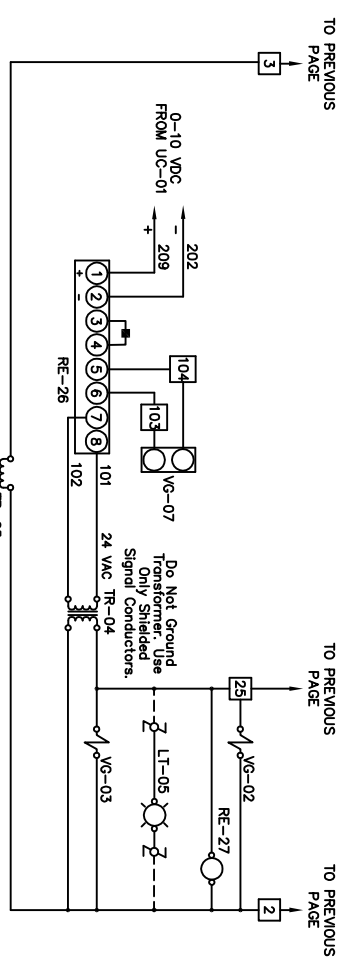 TO PREVIOUS
PAGE
3
0-10 VDC
FROM UC-01
+
209
-
202
1
2
3
4
5
6
7
8
+
-
RE-26
104
103
VG-07
101
102
24 VAC
TR-04
Do Not Ground
Transformer. Use
Only Shielded
Signal Conductors.
TO PREVIOUS
PAGE
25
VG-02
RE-27
LT-05
VG-03
TO PREVIOUS
PAGE
2